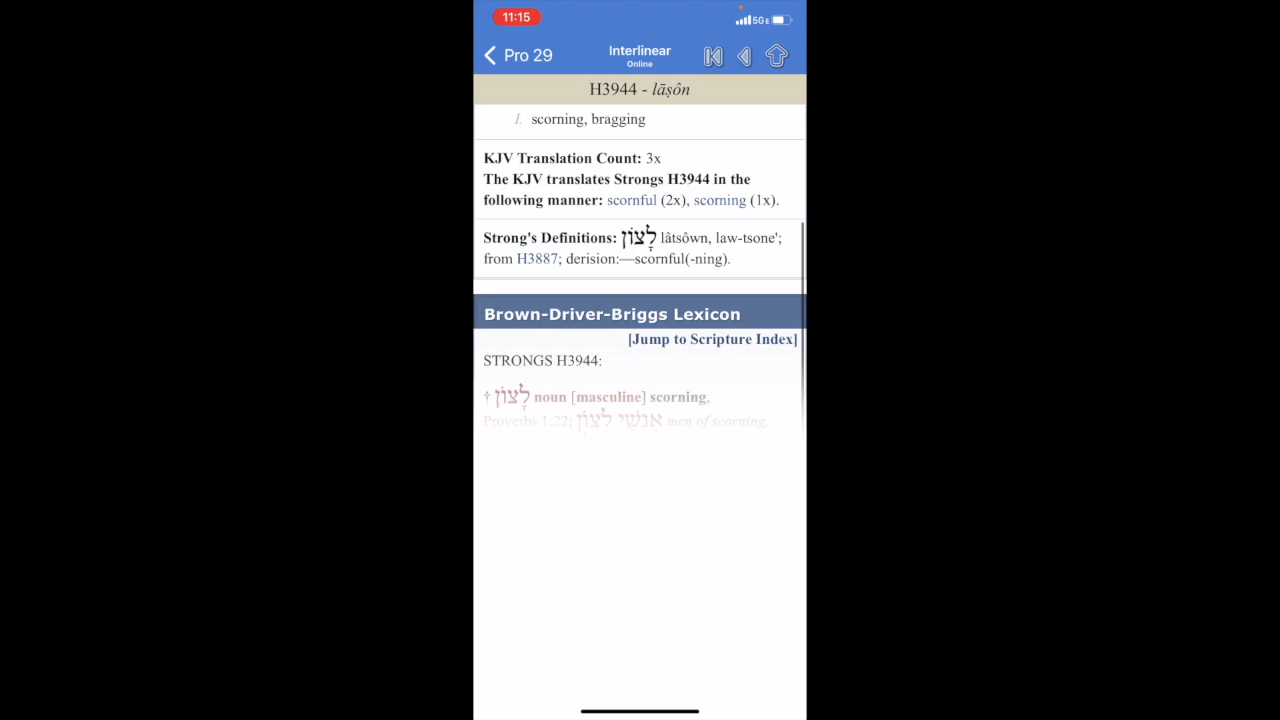 11:15
5GE
Pro 29
Interlinear
Online
H3944 - lāṣôn
I. scorning, bragging
KJV Translation Count: 3x
The KJV translates Strongs H3944 in the
following manner: scornful (2x), scorning (1x).
Strong's Definitions: לָצוֹן lâtsôwn, law-tsone';
from H3887; derision:—scornful(-ning).
Brown-Driver-Briggs Lexicon
[Jump to Scripture Index]
STRONGS H3944:
† לָצוֹן noun [masculine] scorning,
Proverbs 1:22; אַנְשֵׁי לָצוֹן men of scorning,